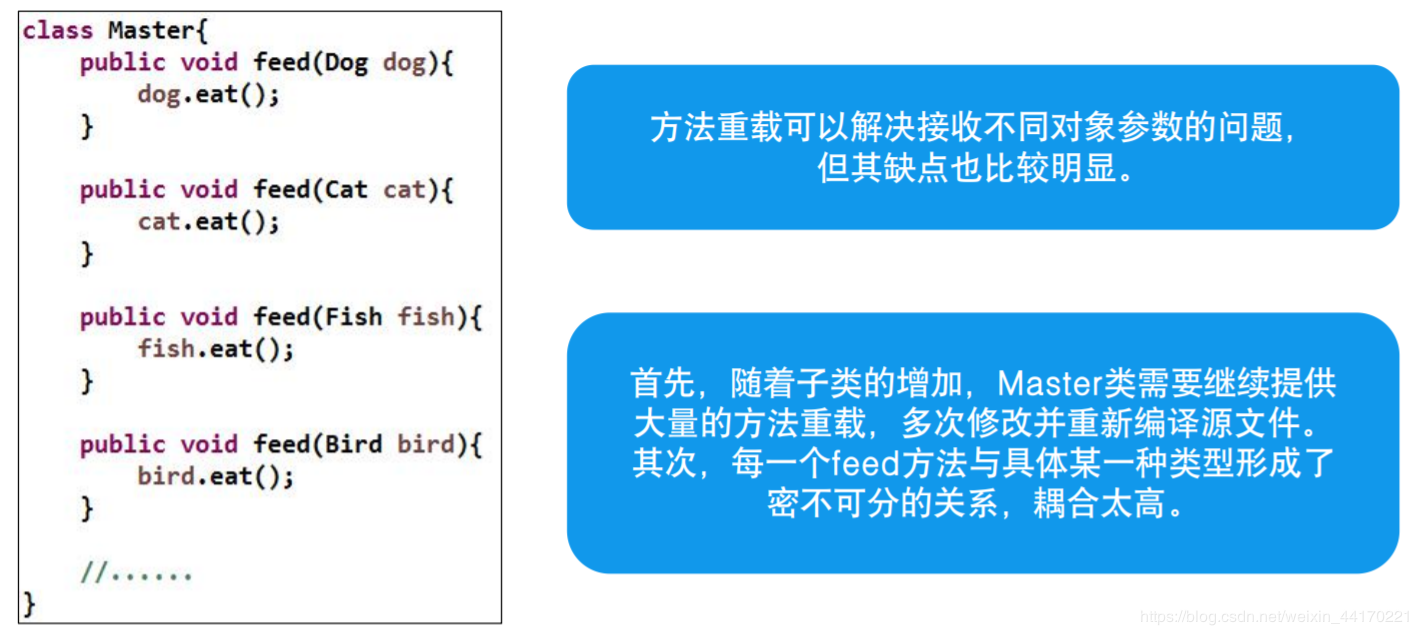 class Master{
public void feed(Dog dog){
dog.eat();
}
public void feed(Cat cat){
cat.eat();
}
public void feed(Fish fish){
fish.eat();
}
public void feed(Bird bird){
bird.eat();
}
//......
}
方法重载可以解决接收不同对象参数的问题，
但其缺点也比较明显。
首先，随着子类的增加，Master类需要继续提供
大量的方法重载，多次修改并重新编译源文件。
其次，每一个feed方法与具体某一种类型形成了
密不可分的关系，耦合太高。
https://blog.csdn.net/weixin_44170221